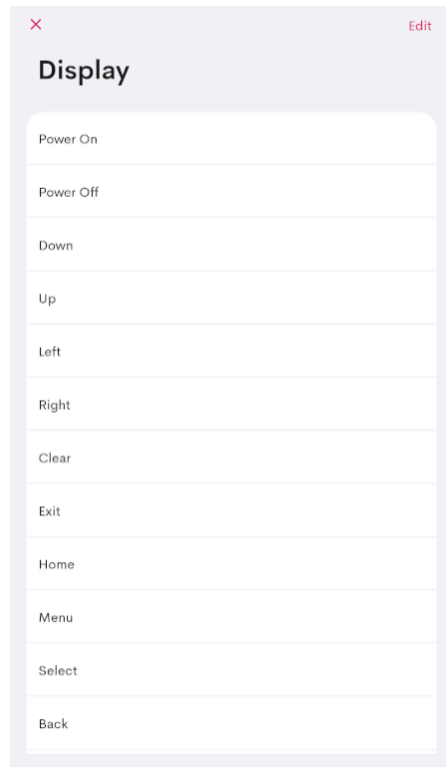 ×
Edit
Display
Power On
Power Off
Down
Up
Left
Right
Clear
Exit
Home
Menu
Select
Back